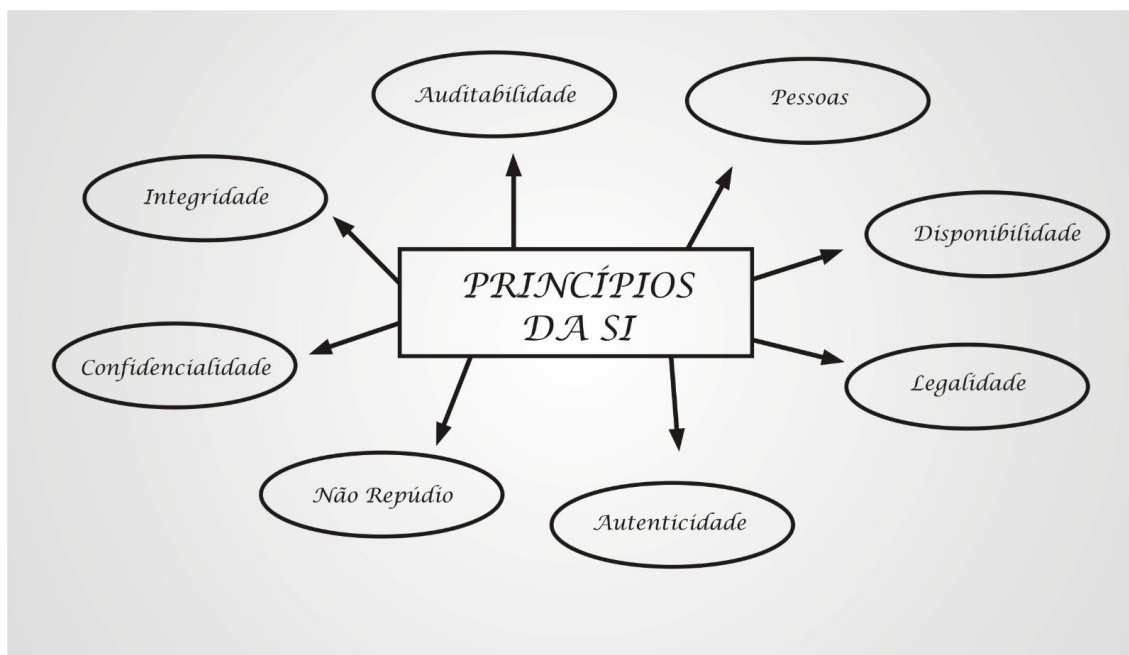 Auditabilidade
Pessoas
Integridade
Disponibilidade
PRINCÍPIOS
DA SI
Confidencialidade
Legalidade
Não Repúdio
Autenticidade